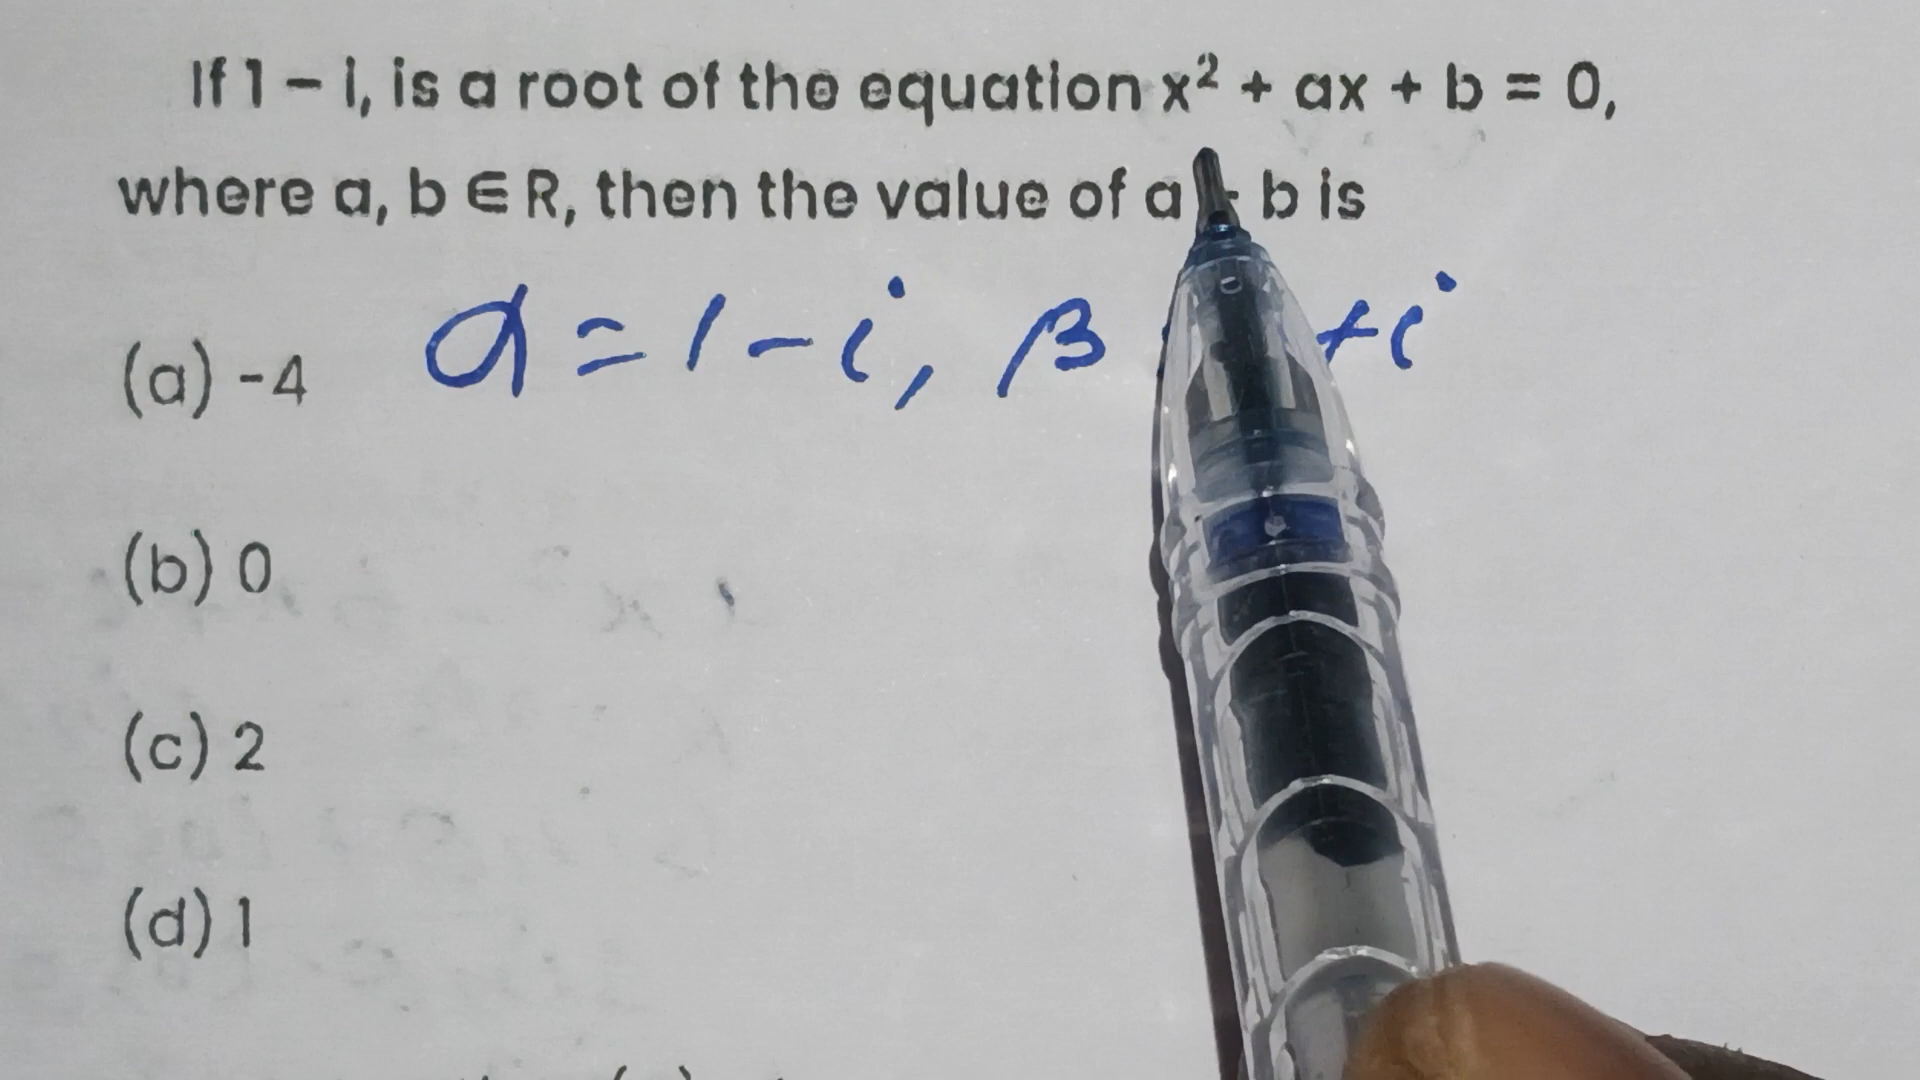 If 1 – i, is a root of the equation x² + ax + b = 0,
where a, b ∈ R, then the value of a b is
α = 1 – i, β + i
(a) -4
(b) 0
(c) 2
(d) 1